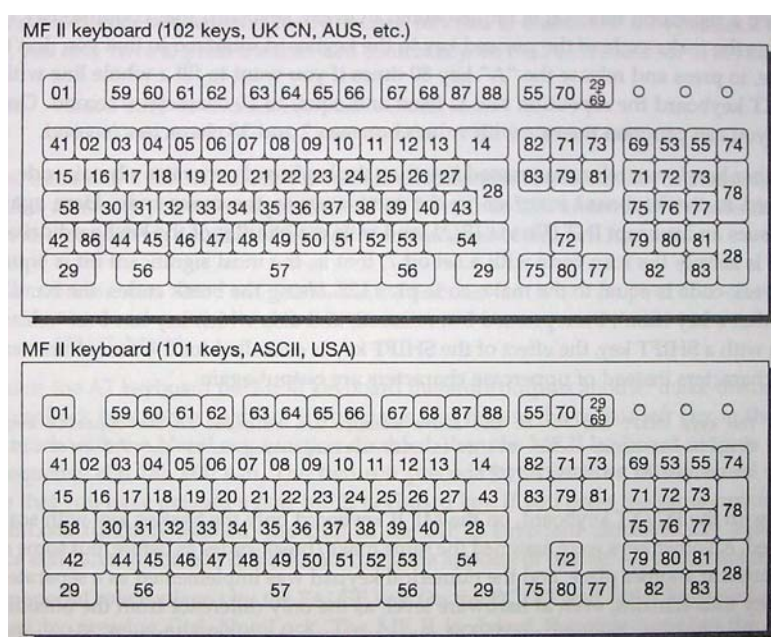 MF II keyboard (102 keys, UK CN, AUS, etc.)
01 59 60 61 62 63 64 65 66 67 68 87 88 55 70 29 69
41 02 03 04 05 06 07 08 09 10 11 12 13 14 82 71 73 69 53 55 74
15 16 17 18 19 20 21 22 23 24 25 26 27 28 83 79 81 71 72 73 78
58 30 31 32 33 34 35 36 37 38 39 40 43 75 76 77
42 86 44 45 46 47 48 49 50 51 52 53 54 72 79 80 81 28
29 56 57 56 29 75 80 77 82 83
MF II keyboard (101 keys, ASCII, USA)
01 59 60 61 62 63 64 65 66 67 68 87 88 55 70 29 69
41 02 03 04 05 06 07 08 09 10 11 12 13 14 82 71 73 69 53 55 74
15 16 17 18 19 20 21 22 23 24 25 26 27 43 83 79 81 71 72 73 78
58 30 31 32 33 34 35 36 37 38 39 40 28 75 76 77
42 44 45 46 47 48 49 50 51 52 53 54 72 79 80 81 28
29 56 57 56 29 75 80 77 82 83